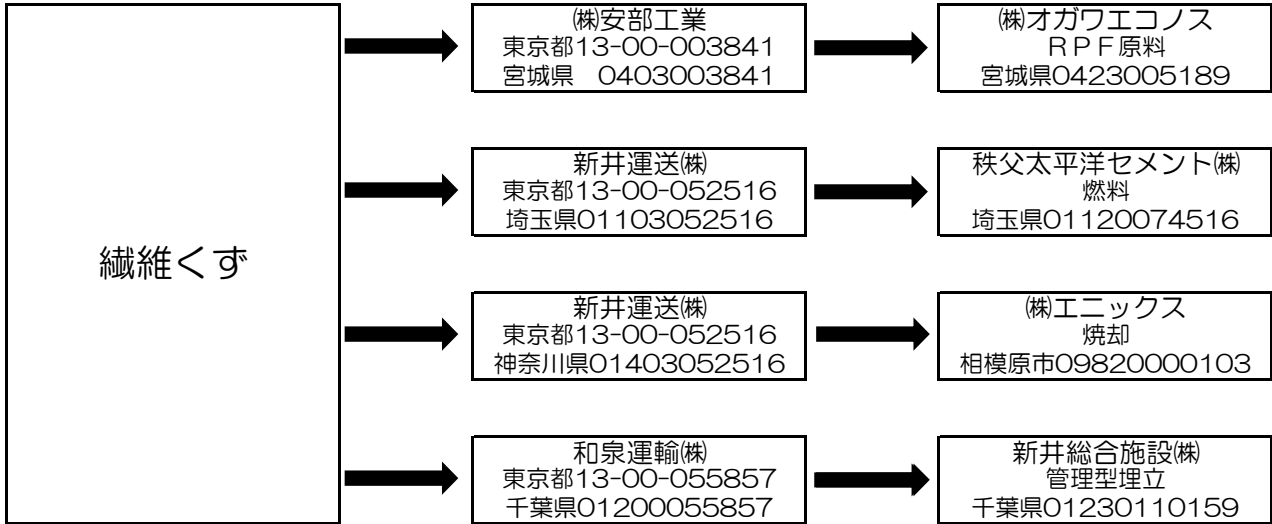 繊維くず
㈱安部工業
東京都13-00-003841
宮城県　0403003841
㈱オガワエコノス
ＲＰＦ原料
宮城県0423005189
新井運送㈱
東京都13-00-052516
埼玉県01103052516
秩父太平洋セメント㈱
燃料
埼玉県01120074516
新井運送㈱
東京都13-00-052516
神奈川県01403052516
㈱エニックス
焼却
相模原市09820000103
和泉運輸㈱
東京都13-00-055857
千葉県01200055857
新井総合施設㈱
管理型埋立
千葉県01230110159